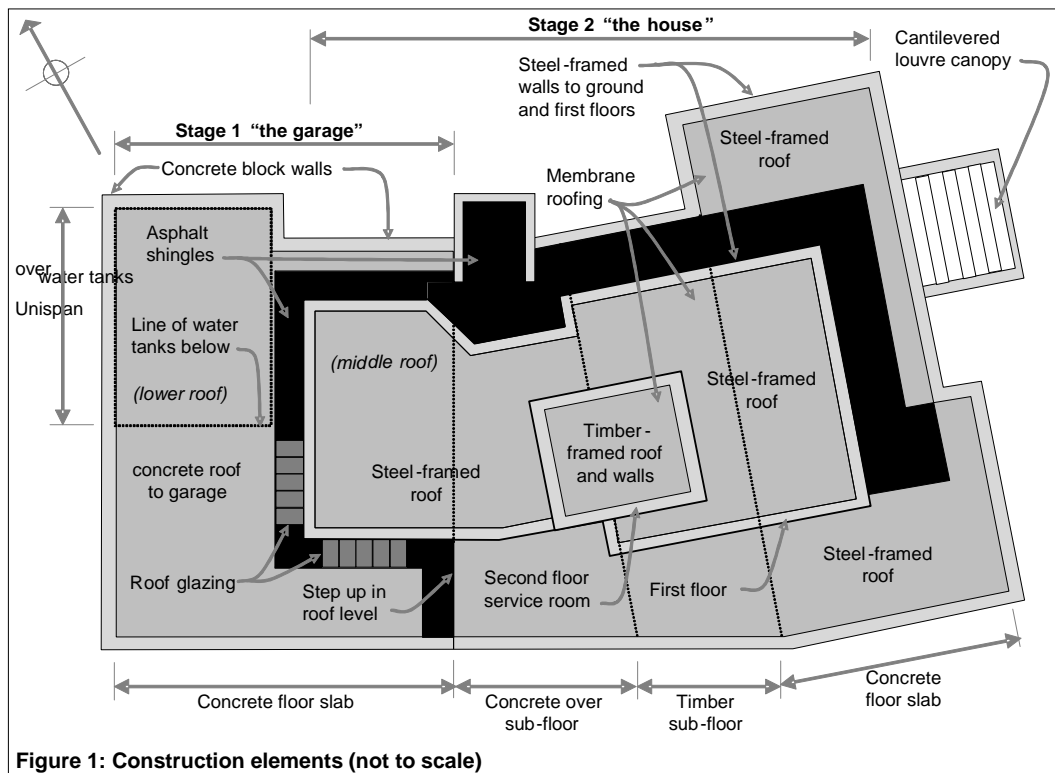 Stage 2 “the house”
Cantilevered
louvre canopy
Steel-framed
walls to ground
and first floors
Stage 1 “the garage”
Steel-framed
roof
Concrete block walls
Membrane
roofing
Asphalt
shingles
over
water tanks
Unispan
Line of water
tanks below
(lower roof)
(middle roof)
Steel-framed
roof
Timber-
framed roof
and walls
concrete roof
to garage
Steel-framed
roof
Roof glazing
Step up in
roof level
Second floor
service room
First floor
Steel-framed
roof
Concrete floor slab
Concrete over
sub-floor
Timber
sub-floor
Concrete
floor slab
Figure 1: Construction elements (not to scale)